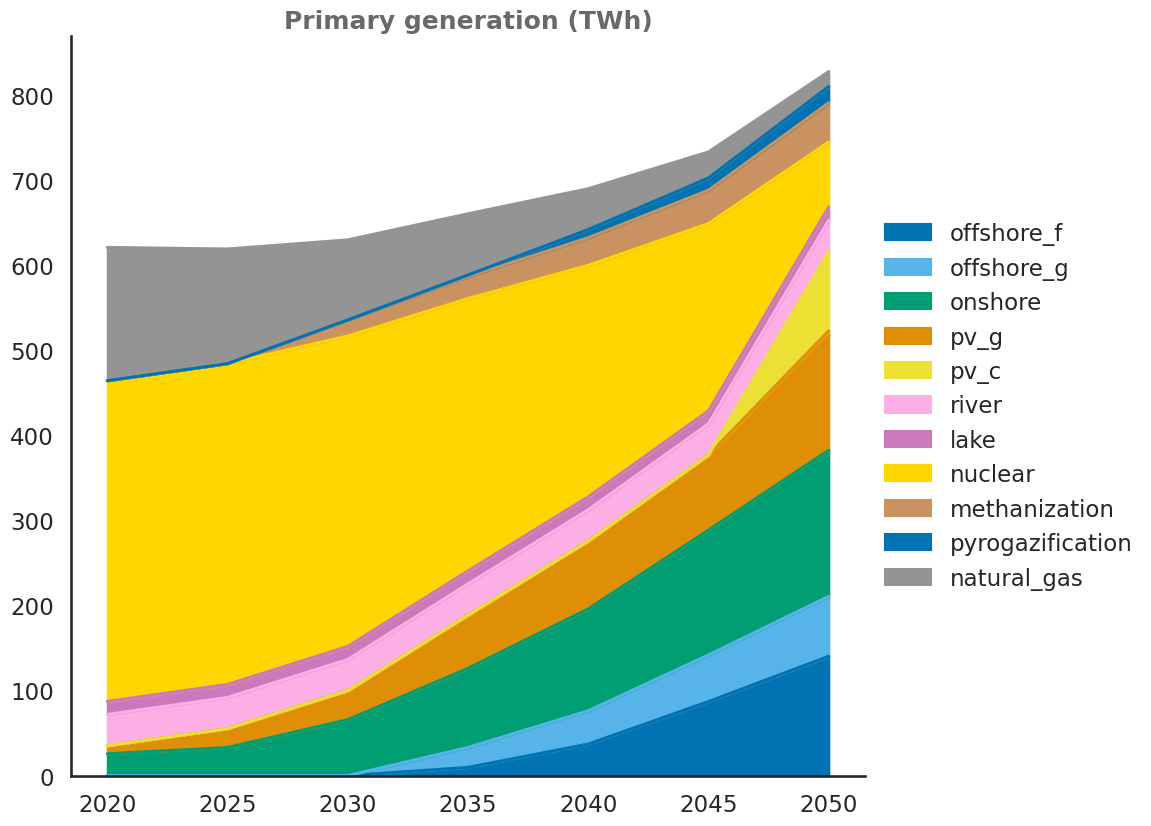 Primary generation (TWh)
800
700
600
500
400
300
200
100
0
2020 2025 2030 2035 2040 2045 2050
offshore_f
offshore_g
onshore
pv_g
pv_c
river
lake
nuclear
methanization
pyrogazification
natural_gas